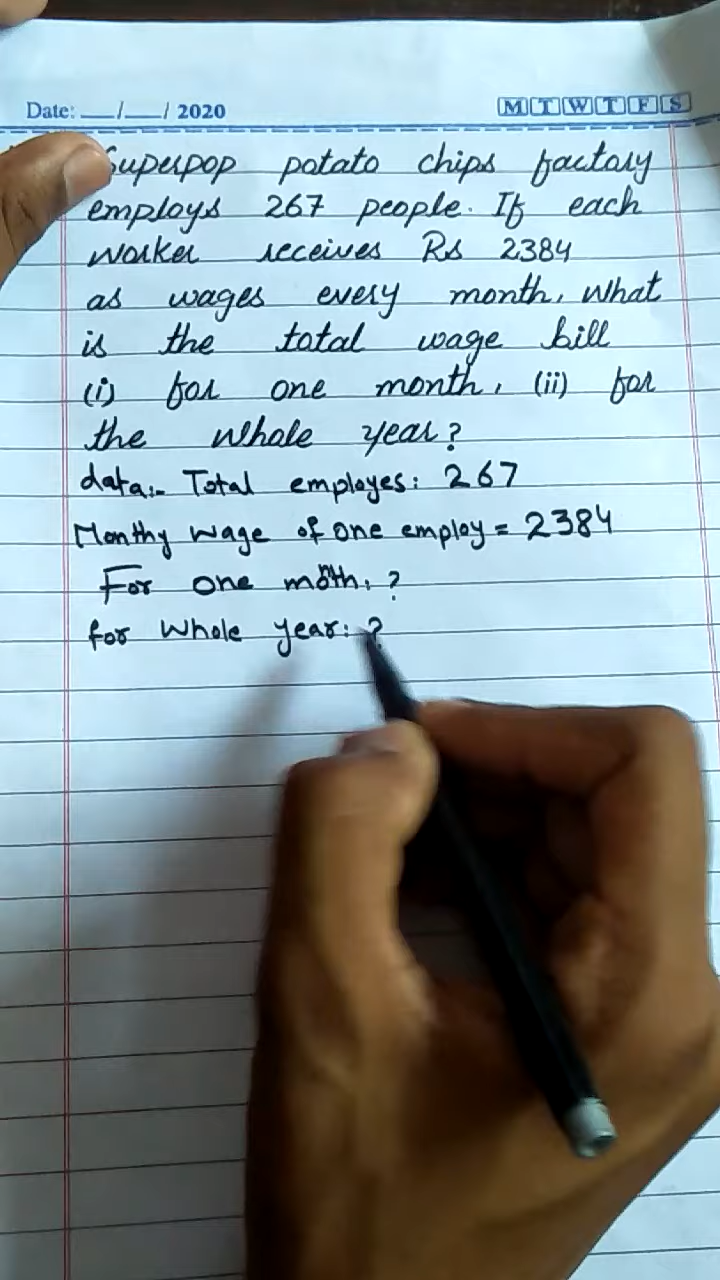 Date: __/__/ 2020 M T W T F S
Superpop potato chips factory
employs 267 people. If each
worker receives Rs 2384
as wages every month, what
is the total wage bill
(i) for one month, (ii) for
the whole year?
data:- Total employes: 267
Monthy wage of one employ = 2384
For one month: ?
for whole year: ?